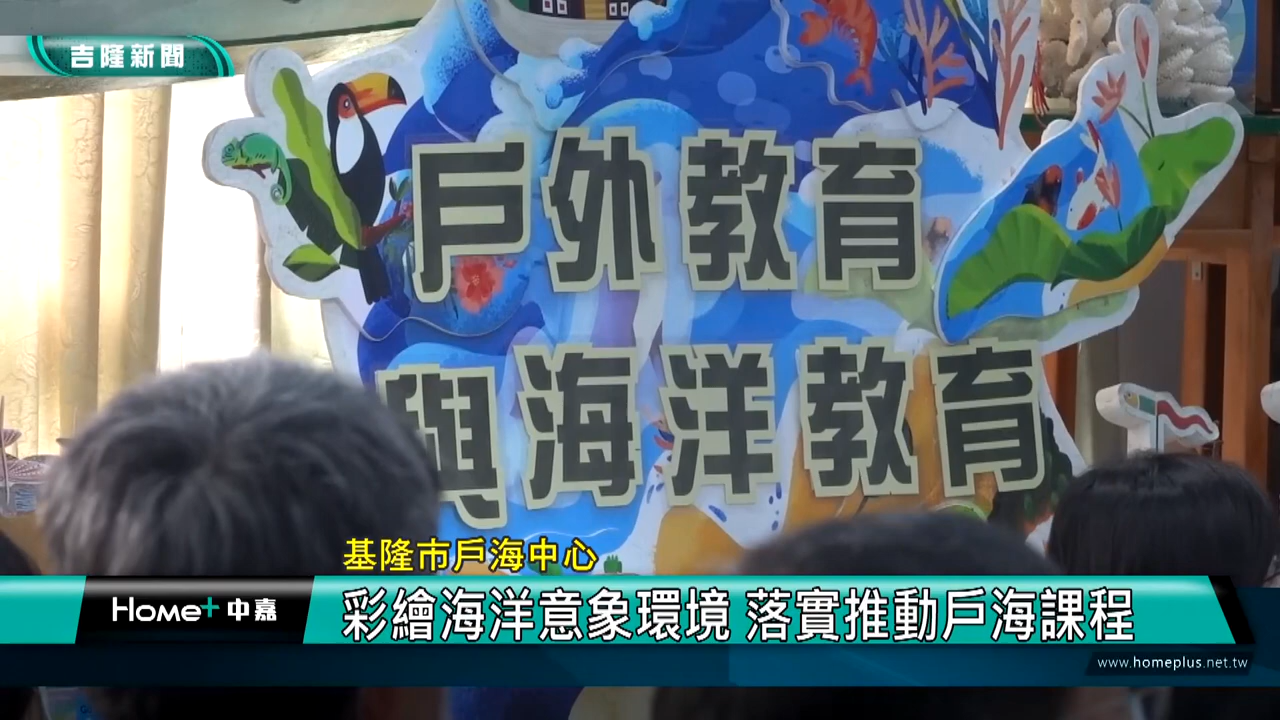 吉隆新聞
戶外教育
與海洋教育
基隆市戶海中心
Home+中嘉
彩繪海洋意象環境 落實推動戶海課程
www.homeplus.net.tw